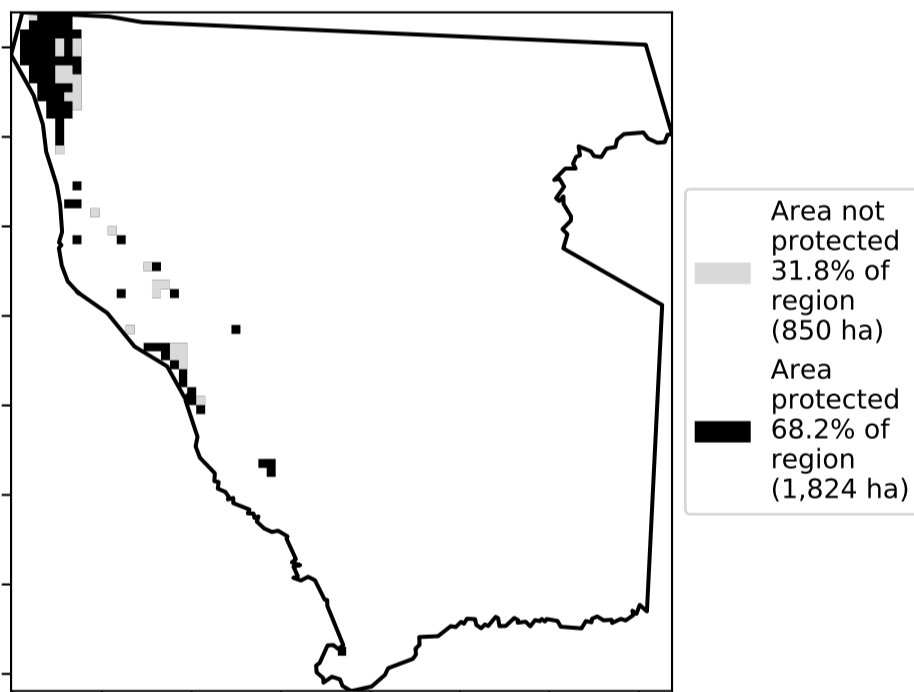 Area not
protected
31.8% of
region
(850 ha)
Area
protected
68.2% of
region
(1,824 ha)